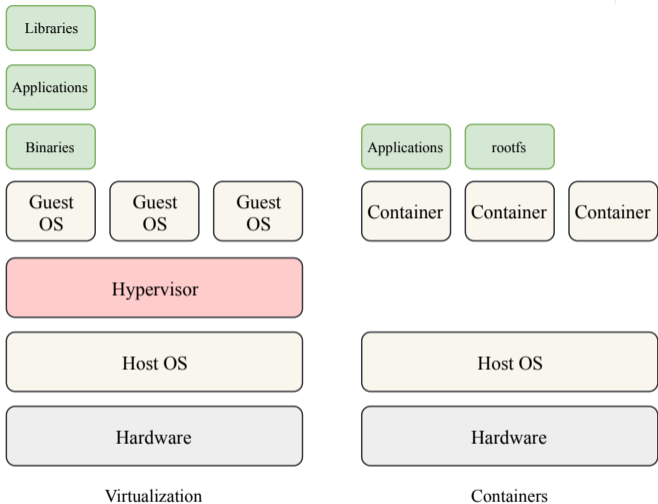 Libraries
Applications
Binaries
Applications
rootfs
Guest
OS
Guest
OS
Guest
OS
Container
Container
Container
Hypervisor
Host OS
Host OS
Hardware
Hardware
Virtualization
Containers